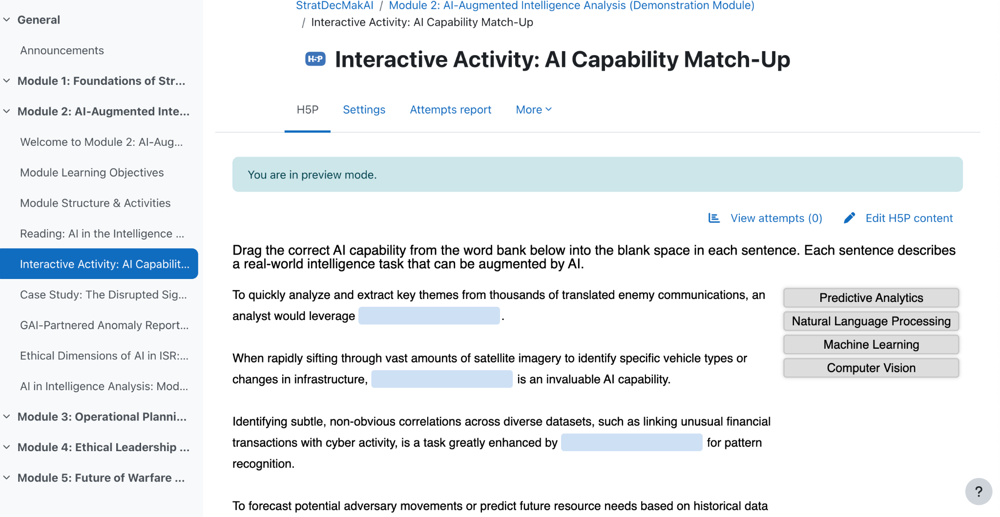 General
Announcements
Module 1: Foundations of Str...
Module 2: AI-Augmented Inte...
Welcome to Module 2: AI-Aug...
Module Learning Objectives
Module Structure & Activities
Reading: AI in the Intelligence ...
Interactive Activity: AI Capabilit...
Case Study: The Disrupted Sig...
GAI-Partnered Anomaly Report...
Ethical Dimensions of AI in ISR:...
AI in Intelligence Analysis: Mod...
Module 3: Operational Planni...
Module 4: Ethical Leadership ...
Module 5: Future of Warfare ...
StratDecMakAI / Module 2: AI-Augmented Intelligence Analysis (Demonstration Module)
/ Interactive Activity: AI Capability Match-Up
H5P Interactive Activity: AI Capability Match-Up
H5P Settings Attempts report More
You are in preview mode.
View attempts (0) Edit H5P content
Drag the correct AI capability from the word bank below into the blank space in each sentence. Each sentence describes
a real-world intelligence task that can be augmented by AI.
To quickly analyze and extract key themes from thousands of translated enemy communications, an
analyst would leverage .
When rapidly sifting through vast amounts of satellite imagery to identify specific vehicle types or
changes in infrastructure, is an invaluable AI capability.
Identifying subtle, non-obvious correlations across diverse datasets, such as linking unusual financial
transactions with cyber activity, is a task greatly enhanced by for pattern
recognition.
To forecast potential adversary movements or predict future resource needs based on historical data
Predictive Analytics
Natural Language Processing
Machine Learning
Computer Vision
?